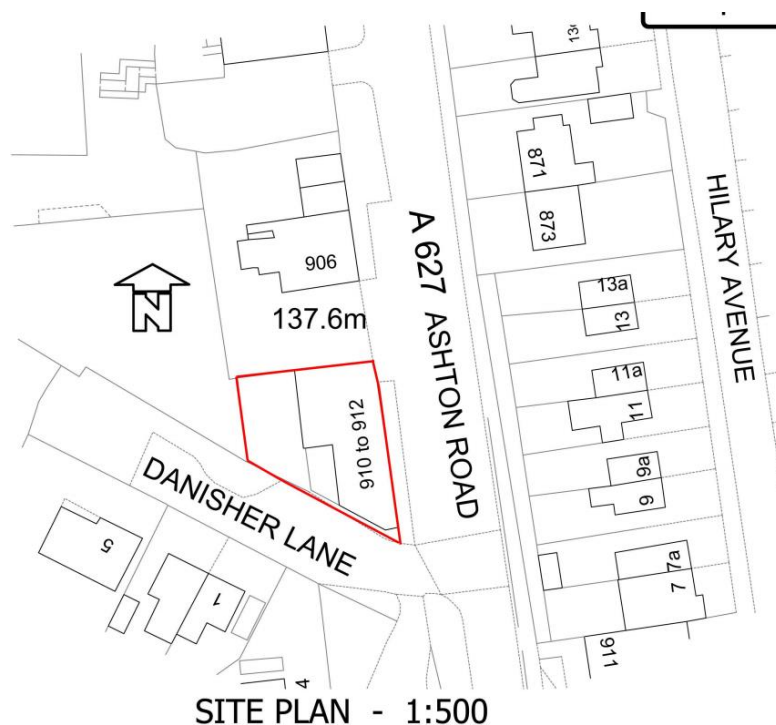 871
873
906
N
137.6m
A 627 ASHTON ROAD
HILARY AVENUE
13a
13
11a
11
910 to 912
9a
9
DANISHER LANE
5
1
7a
7
911
4
SITE PLAN - 1:500